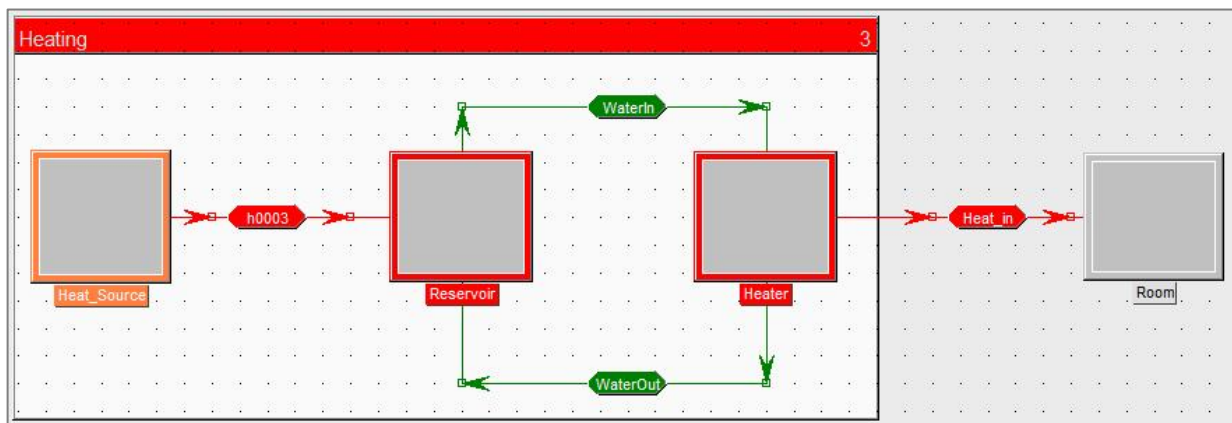 Heating 3
WaterIn
h0003
Heat_in
Heat_Source
Reservoir
Heater
Room
WaterOut